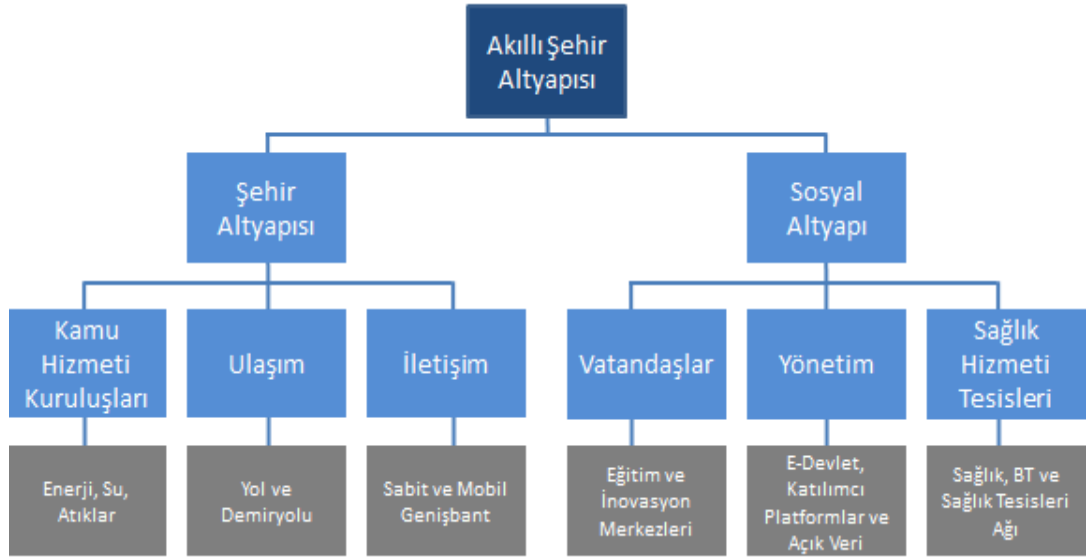 Akıllı Şehir
Altyapısı
Şehir
Altyapısı
Sosyal
Altyapı
Kamu
Hizmeti
Kuruluşları
Ulaşım
İletişim
Vatandaşlar
Yönetim
Sağlık
Hizmeti
Tesisleri
Enerji, Su,
Atıklar
Yol ve
Demiryolu
Sabit ve Mobil
Genişbant
Eğitim ve
İnovasyon
Merkezleri
E-Devlet,
Katılımcı
Platformlar ve
Açık Veri
Sağlık, BT ve
Sağlık Tesisleri
Ağı